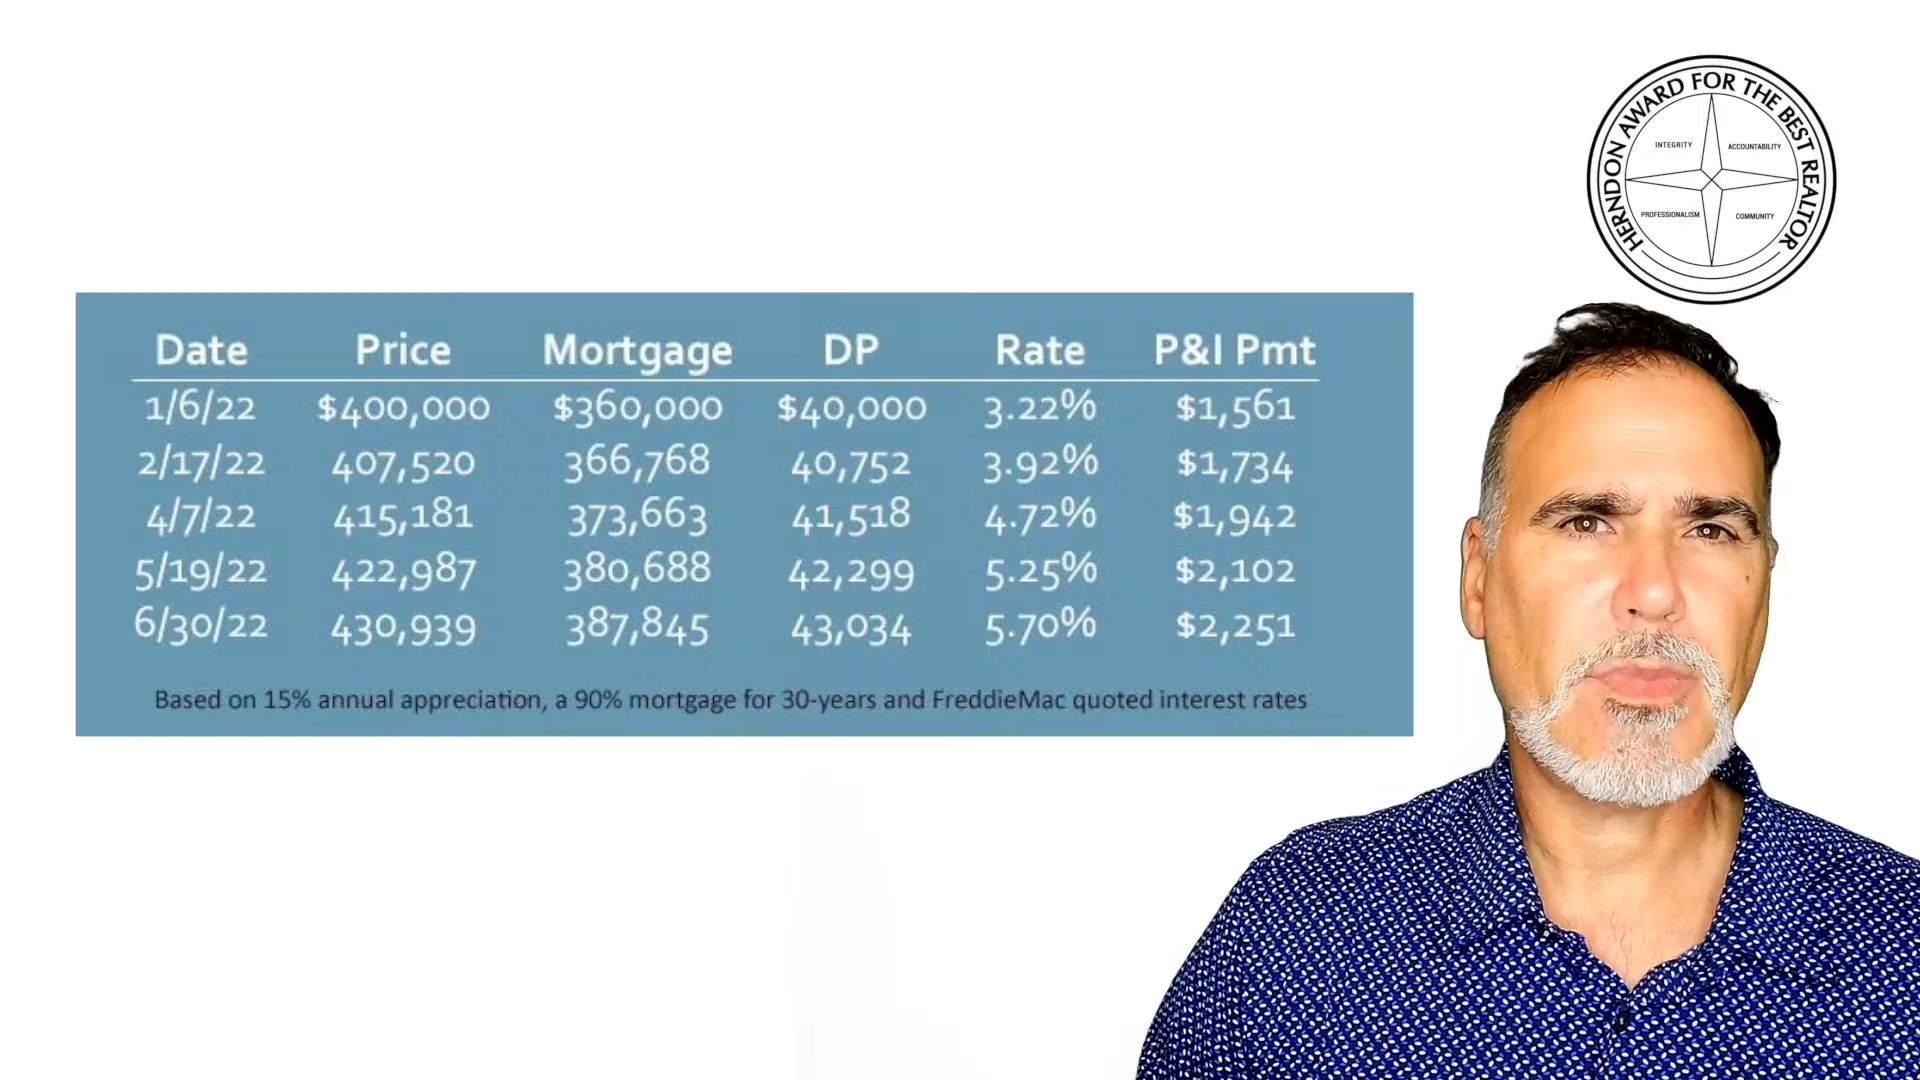 HERNDON AWARD FOR THE BEST REALTOR
INTEGRITY
ACCOUNTABILITY
PROFESSIONALISM
COMMUNITY
Date Price Mortgage DP Rate P&I Pmt
1/6/22 $400,000 $360,000 $40,000 3.22% $1,561
2/17/22 407,520 366,768 40,752 3.92% $1,734
4/7/22 415,181 373,663 41,518 4.72% $1,942
5/19/22 422,987 380,688 42,299 5.25% $2,102
6/30/22 430,939 387,845 43,034 5.70% $2,251
Based on 15% annual appreciation, a 90% mortgage for 30-years and FreddieMac quoted interest rates